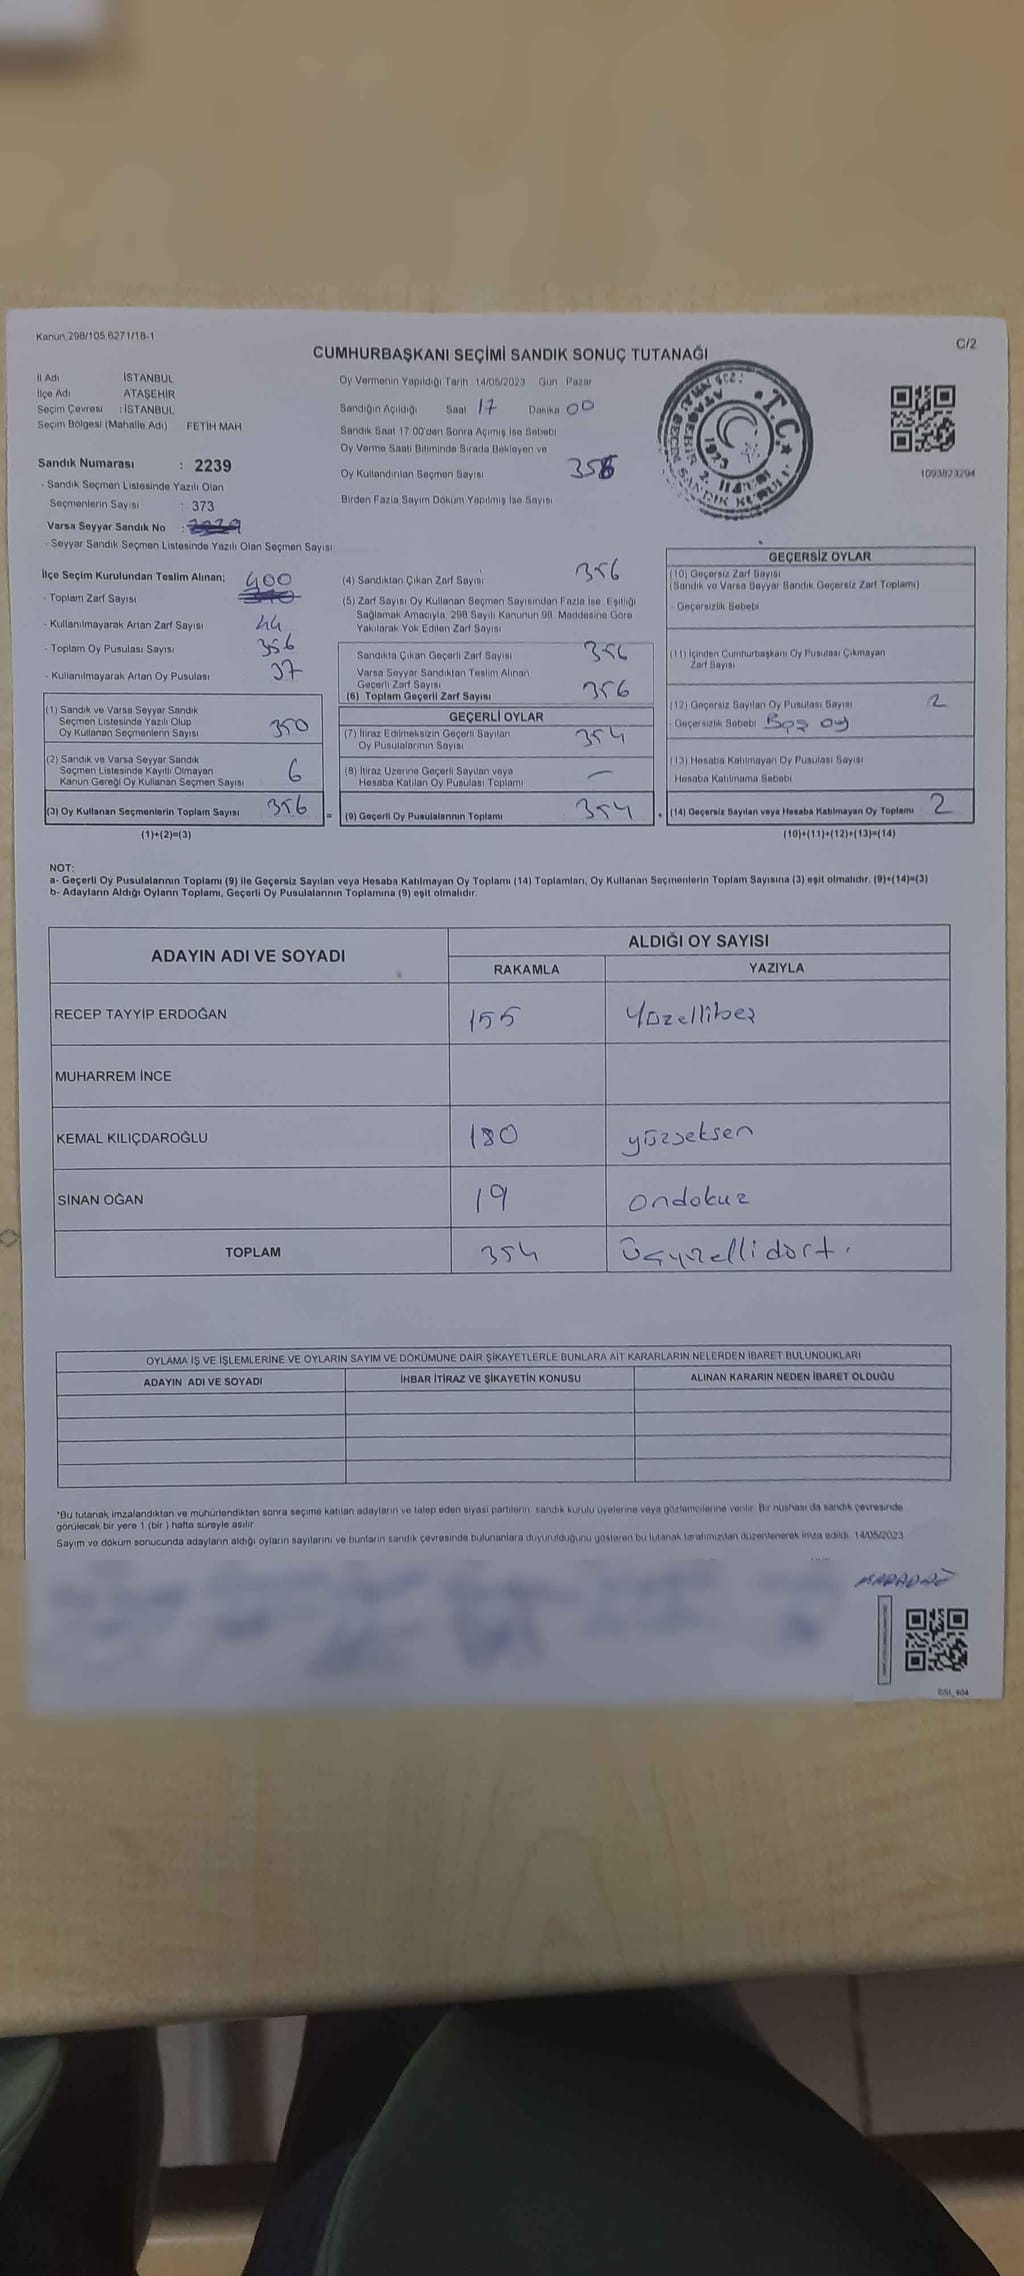 Kanun,298/105,6271/18-1
C/2
CUMHURBAŞKANI SEÇİMİ SANDIK SONUÇ TUTANAĞI
İl Adı İSTANBUL
İlçe Adı ATAŞEHİR
Seçim Çevresi : İSTANBUL
Seçim Bölgesi (Mahalle Adı) FETİH MAH
Sandık Numarası : 2239
- Sandık Seçmen Listesinde Yazılı Olan
Seçmenlerin Sayısı : 373
Varsa Seyyar Sandık No :
- Seyyar Sandık Seçmen Listesinde Yazılı Olan Seçmen Sayısı
Oy Vermenin Yapıldığı Tarih : 14/05/2023 Gün Pazar
Sandığın Açıldığı Saat 17 Dakika 00
Sandık Saat 17:00'den Sonra Açımış İse Sebebi
Oy Verme Saati Bitiminde Sırada Bekleyen ve
Oy Kullandırılan Seçmen Sayısı 356
Birden Fazla Sayım Döküm Yapılmış İse Sayısı
T.C.
1923
1093823294
İlçe Seçim Kurulundan Teslim Alınan; 400
- Toplam Zarf Sayısı
- Kullanılmayarak Artan Zarf Sayısı 44
- Toplam Oy Pusulası Sayısı 356
- Kullanılmayarak Artan Oy Pusulası 37
(1) Sandık ve Varsa Seyyar Sandık
Seçmen Listesinde Yazılı Olup
Oy Kullanan Seçmenlerin Sayısı 350
(2) Sandık ve Varsa Seyyar Sandık
Seçmen Listesinde Kayıtlı Olmayan
Kanun Gereği Oy Kullanan Seçmen Sayısı 6
(3) Oy Kullanan Seçmenlerin Toplam Sayısı 356
(1)+(2)=(3)
(4) Sandıktan Çıkan Zarf Sayısı 356
(5) Zarf Sayısı Oy Kullanan Seçmen Sayısından Fazla İse, Eşitliği
Sağlamak Amacıyla, 298 Sayılı Kanunun 98. Maddesine Göre
Yakılarak Yok Edilen Zarf Sayısı
Sandıkta Çıkan Geçerli Zarf Sayısı 356
Varsa Seyyar Sandıktan Teslim Alınan
Geçerli Zarf Sayısı
(6) Toplam Geçerli Zarf Sayısı 356
GEÇERLİ OYLAR
(7) İtiraz Edilmeksizin Geçerli Sayılan
Oy Pusulalarının Sayısı 354
(8) İtiraz Üzerine Geçerli Sayılan veya
Hesaba Katılan Oy Pusulası Toplamı –
= (9) Geçerli Oy Pusulalarının Toplamı 354
GEÇERSİZ OYLAR
(10) Geçersiz Zarf Sayısı
(Sandık ve Varsa Seyyar Sandık Geçersiz Zarf Toplamı)
- Geçersizlik Sebebi
(11) İçinden Cumhurbaşkanı Oy Pusulası Çıkmayan
Zarf Sayısı
(12) Geçersiz Sayılan Oy Pusulası Sayısı 2
- Geçersizlik Sebebi Boş oy
(13) Hesaba Katılmayan Oy Pusulası Sayısı
Hesaba Katılmama Sebebi
+ (14) Geçersiz Sayılan veya Hesaba Katılmayan Oy Toplamı 2
(10)+(11)+(12)+(13)=(14)
NOT:
a- Geçerli Oy Pusulalarının Toplamı (9) ile Geçersiz Sayılan veya Hesaba Katılmayan Oy Toplamı (14) Toplamları, Oy Kullanan Seçmenlerin Toplam Sayısına (3) eşit olmalıdır. (9)+(14)=(3)
b- Adayların Aldığı Oyların Toplamı, Geçerli Oy Pusulalarının Toplamına (9) eşit olmalıdır.
ADAYIN ADI VE SOYADI
ALDIĞI OY SAYISI
RAKAMLA YAZIYLA
RECEP TAYYİP ERDOĞAN 155 Yüzellibeş
MUHARREM İNCE
KEMAL KILIÇDAROĞLU 180 yüzseksen
SİNAN OĞAN 19 ondokuz
TOPLAM 354 Üçyüzellidört.
OYLAMA İŞ VE İŞLEMLERİNE VE OYLARIN SAYIM VE DÖKÜMÜNE DAİR ŞİKAYETLERLE BUNLARA AİT KARARLARIN NELERDEN İBARET BULUNDUKLARI
ADAYIN ADI VE SOYADI İHBAR İTİRAZ VE ŞİKAYETİN KONUSU ALINAN KARARIN NEDEN İBARET OLDUĞU
*Bu tutanak imzalandıktan ve mühürlendikten sonra seçime katılan adayların ve talep eden siyasi partilerin, sandık kurulu üyelerine veya gözlemcilerine verilir. Bir nüshası da sandık çevresinde
görülecek bir yere 1 (bir ) hafta süreyle asılır
Sayım ve döküm sonucunda adayların aldığı oyların sayılarını ve bunların sandık çevresinde bulunanlara duyurulduğunu gösteren bu tutanak tarafımızdan düzenlenerek imza edildi. 14/05/2023
KARADAĞ